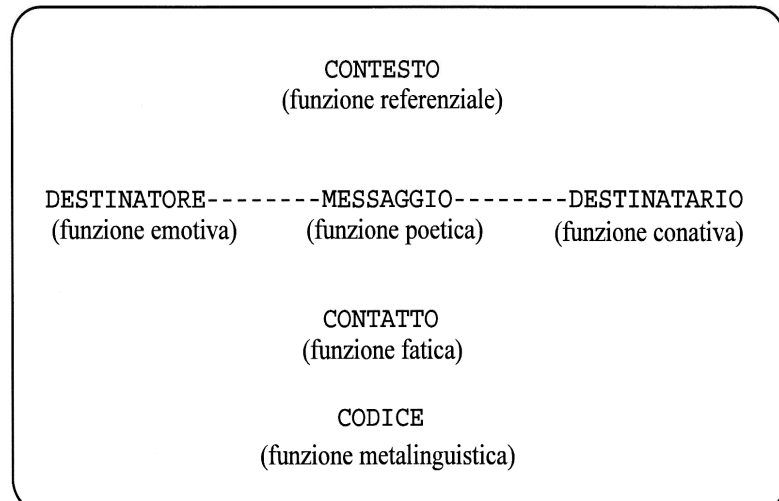 CONTESTO
(funzione referenziale)
DESTINATORE--------MESSAGGIO--------DESTINATARIO
(funzione emotiva) (funzione poetica) (funzione conativa)
CONTATTO
(funzione fatica)
CODICE
(funzione metalinguistica)